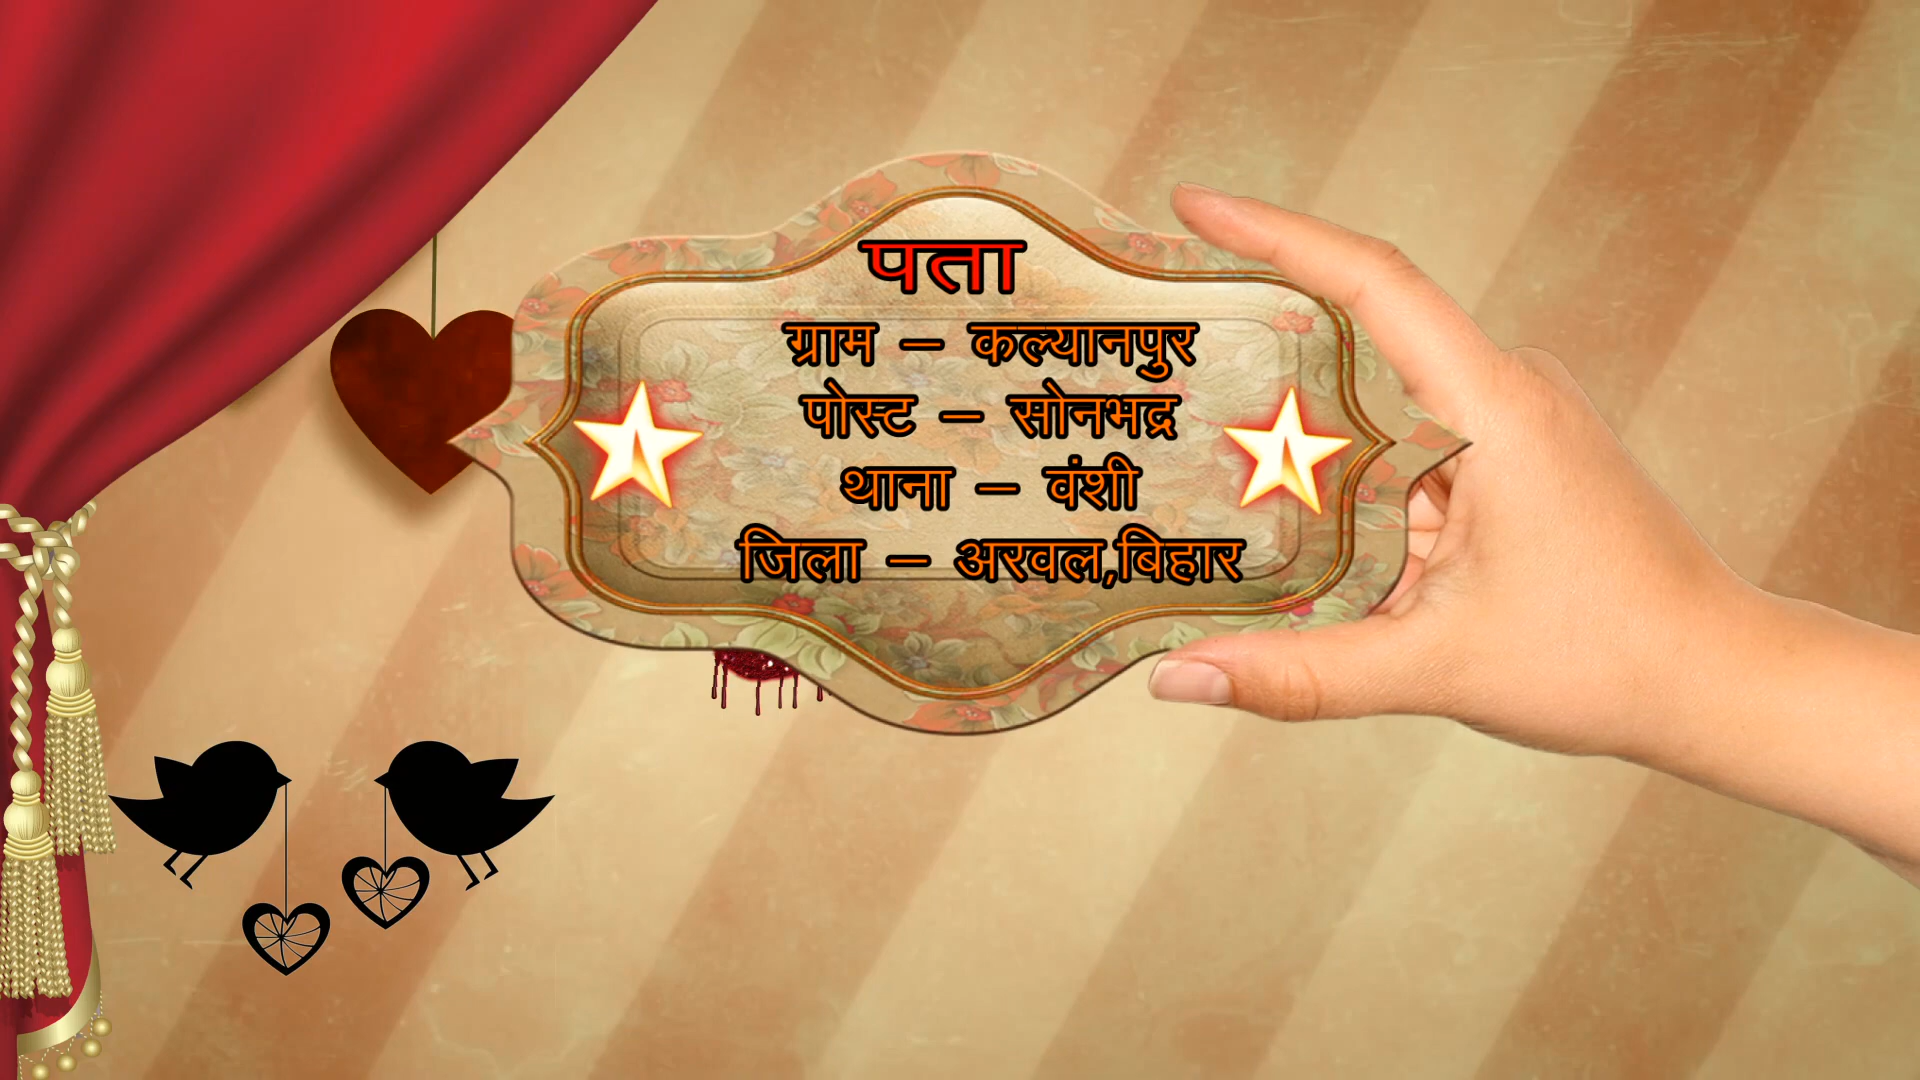 पता
ग्राम – कल्यानपुर
पोस्ट – सोनभद्र
थाना – वंशी
जिला – अरवल,बिहार